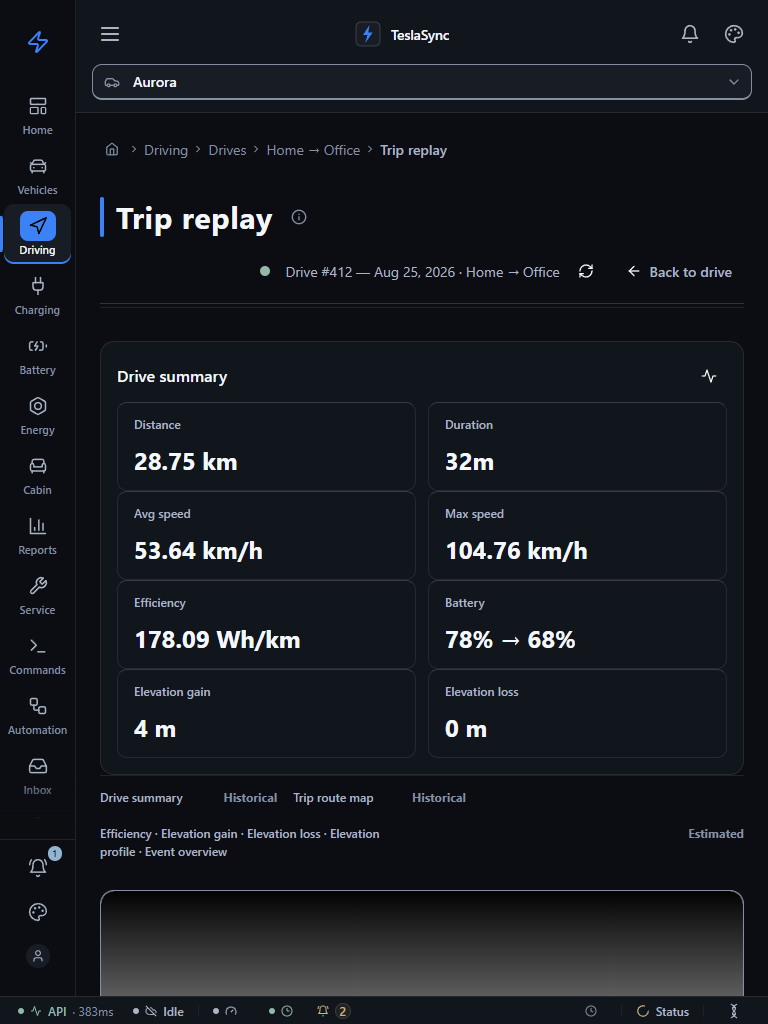 TeslaSync
Aurora
Home
Vehicles
Driving
Charging
Battery
Energy
Cabin
Reports
Service
Commands
Automation
Inbox
1
Driving Drives Home → Office Trip replay
Trip replay
Drive #412 — Aug 25, 2026 · Home → Office
Back to drive
Drive summary
Distance
28.75 km
Duration
32m
Avg speed
53.64 km/h
Max speed
104.76 km/h
Efficiency
178.09 Wh/km
Battery
78% → 68%
Elevation gain
4 m
Elevation loss
0 m
Drive summary Historical Trip route map Historical
Efficiency · Elevation gain · Elevation loss · Elevation
profile · Event overview
Estimated
API · 383ms Idle 2 Status